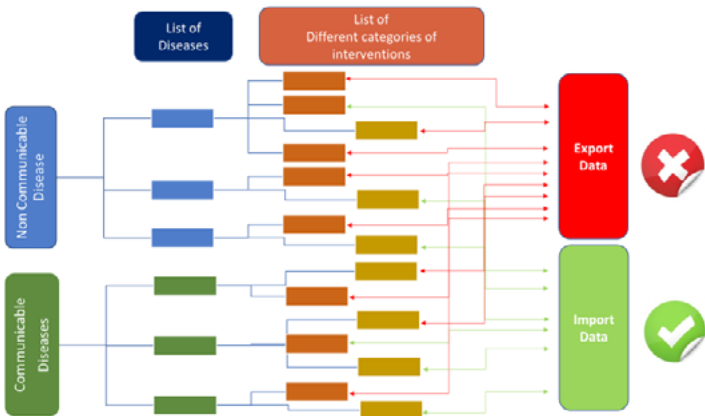 List of
Diseases
List of
Different categories of
interventions
Non Communicable
Disease
Communicable
Diseases
Export
Data
Import
Data